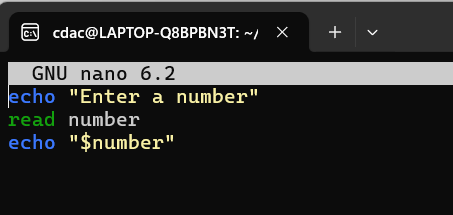 cdac@LAPTOP-Q8BPBN3T: ~/
GNU nano 6.2
echo "Enter a number"
read number
echo "$number"